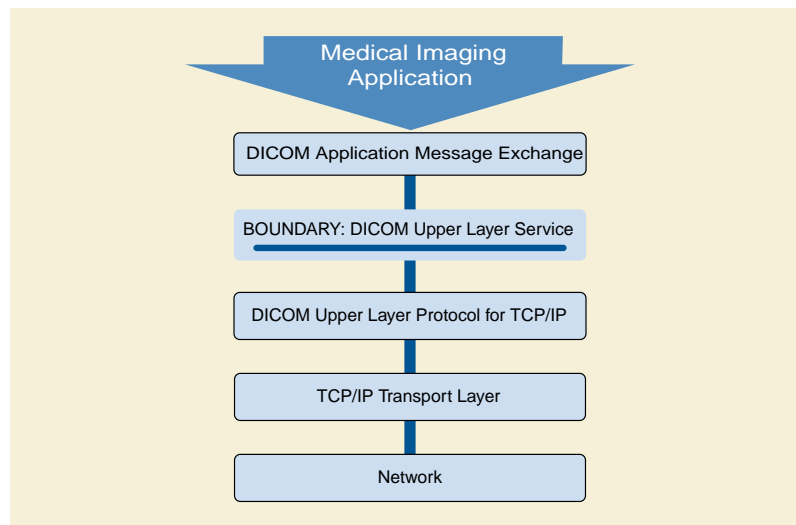 Medical Imaging
Application
DICOM Application Message Exchange
BOUNDARY: DICOM Upper Layer Service
DICOM Upper Layer Protocol for TCP/IP
TCP/IP Transport Layer
Network